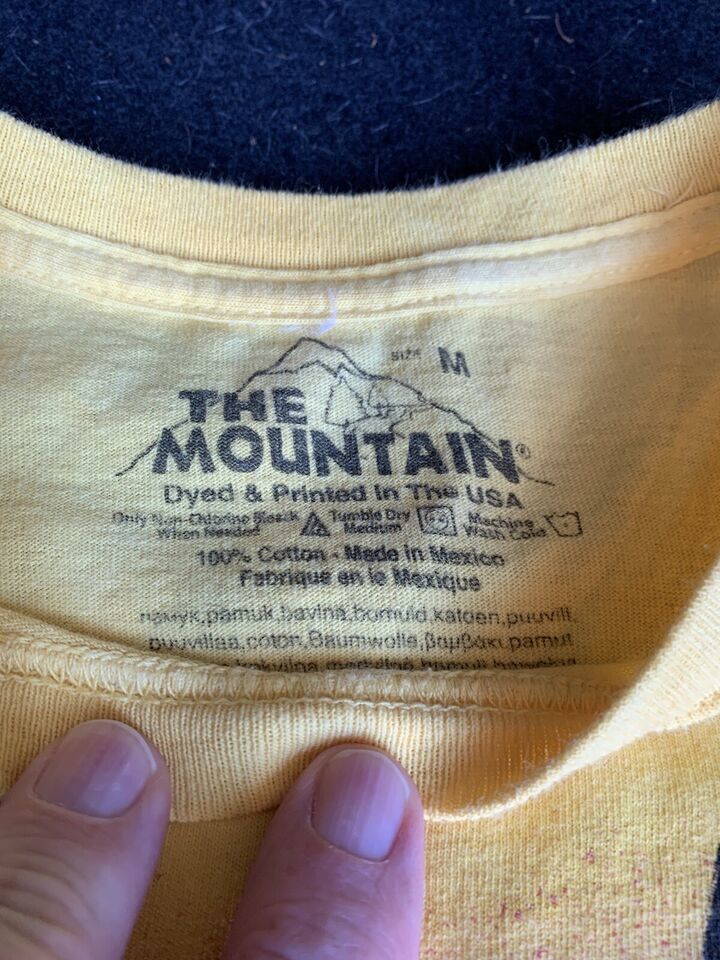 SIZE M
THE
MOUNTAIN®
Dyed & Printed In The USA
Only Non-Chlorine Bleach Tumble Dry Machine
When Needed Medium Wash Cold
100% Cotton - Made in Mexico
Fabrique en le Mexique
памук,pamuk,bavlna,bomuld,katoen,puuvill,
puuvillaa,coton,Baumwolle,βαμβάκι,pamut